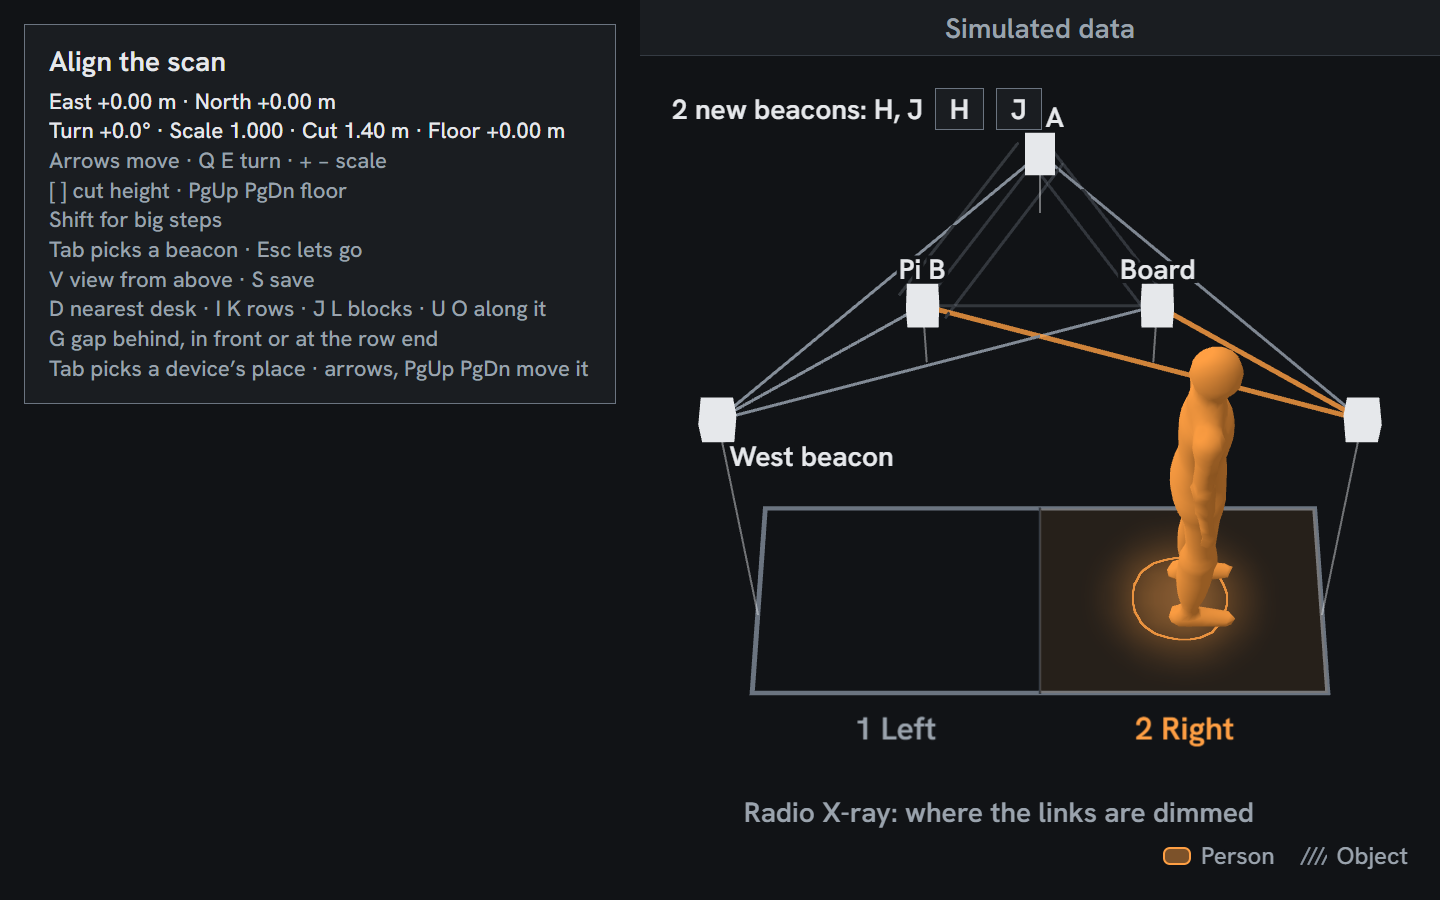 Align the scan
East +0.00 m · North +0.00 m
Turn +0.0° · Scale 1.000 · Cut 1.40 m · Floor +0.00 m
Arrows move · Q E turn · + − scale
[ ] cut height · PgUp PgDn floor
Shift for big steps
Tab picks a beacon · Esc lets go
V view from above · S save
D nearest desk · I K rows · J L blocks · U O along it
G gap behind, in front or at the row end
Tab picks a device’s place · arrows, PgUp PgDn move it
Simulated data
2 new beacons: H, J H J
A
Pi B
Board
West beacon
1 Left
2 Right
Radio X-ray: where the links are dimmed
Person
Object